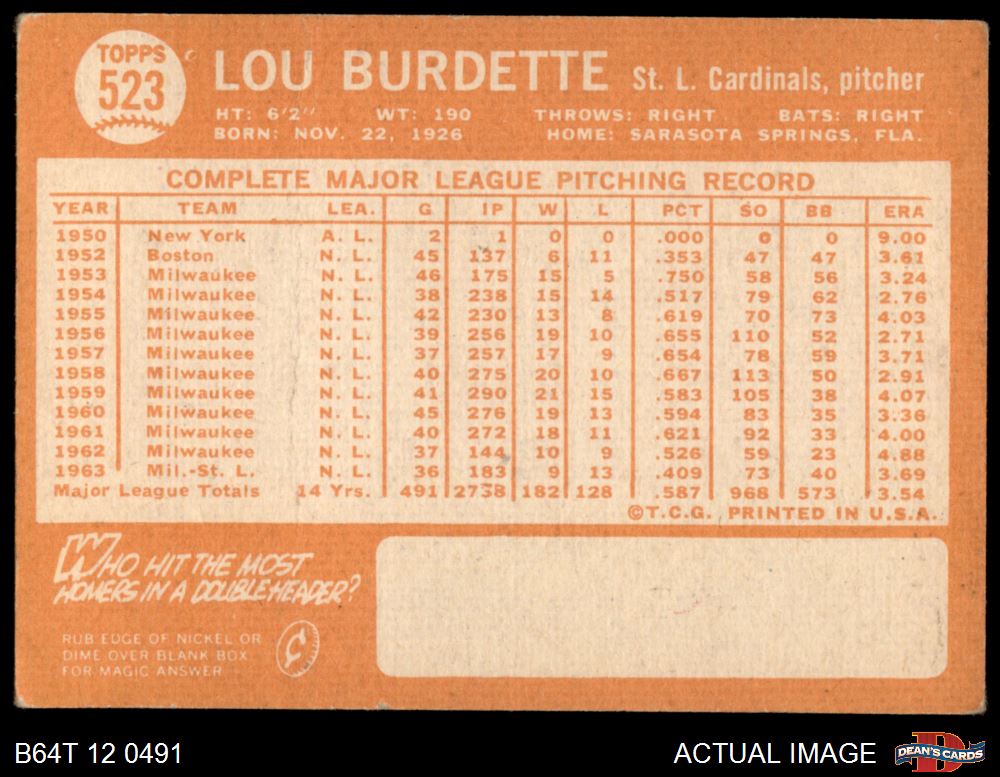 TOPPS
523
LOU BURDETTE St. L. Cardinals, pitcher
HT: 6'2" WT: 190 THROWS: RIGHT BATS: RIGHT
BORN: NOV. 22, 1926 HOME: SARASOTA SPRINGS, FLA.
COMPLETE MAJOR LEAGUE PITCHING RECORD
YEAR TEAM LEA. G IP W L PCT SO BB ERA
1950 New York A. L. 2 1 0 0 .000 0 0 9.00
1952 Boston N. L. 45 137 6 11 .353 47 47 3.61
1953 Milwaukee N. L. 46 175 15 5 .750 58 56 3.24
1954 Milwaukee N. L. 38 238 15 14 .517 79 62 2.76
1955 Milwaukee N. L. 42 230 13 8 .619 70 73 4.03
1956 Milwaukee N. L. 39 256 19 10 .655 110 52 2.71
1957 Milwaukee N. L. 37 257 17 9 .654 78 59 3.71
1958 Milwaukee N. L. 40 275 20 10 .667 113 50 2.91
1959 Milwaukee N. L. 41 290 21 15 .583 105 38 4.07
1960 Milwaukee N. L. 45 276 19 13 .594 83 35 3.36
1961 Milwaukee N. L. 40 272 18 11 .621 92 33 4.00
1962 Milwaukee N. L. 37 144 10 9 .526 59 23 4.88
1963 Mil.-St. L. N. L. 36 183 9 13 .409 73 40 3.69
Major League Totals 14 Yrs. 491 2738 182 128 .587 968 573 3.54
©T.C.G. PRINTED IN U.S.A.
WHO HIT THE MOST
HOMERS IN A DOUBLEHEADER?
RUB EDGE OF NICKEL OR
DIME OVER BLANK BOX
FOR MAGIC ANSWER
¢
B64T 12 0491
ACTUAL IMAGE
D
DEAN'S CARDS